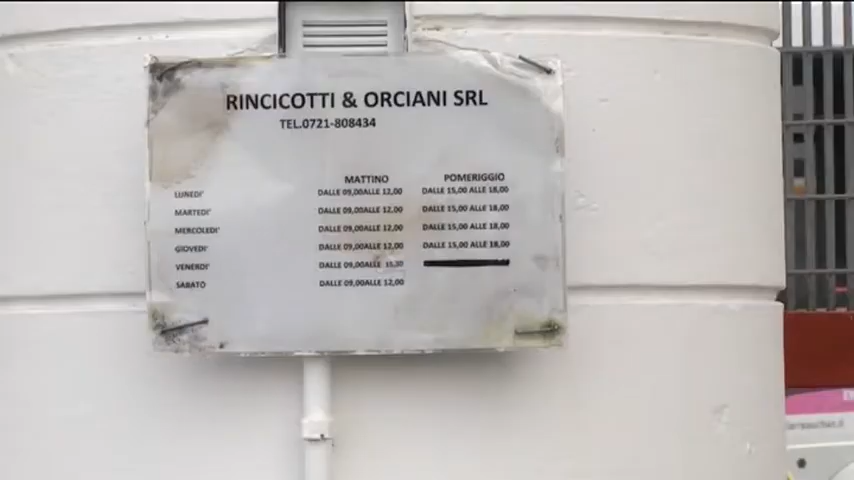 RINCICOTTI & ORCIANI SRL
TEL.0721-808434
MATTINO POMERIGGIO
LUNEDI' DALLE 09,00ALLE 12,00 DALLE 15,00 ALLE 18,00
MARTEDI' DALLE 09,00ALLE 12,00 DALLE 15,00 ALLE 18,00
MERCOLEDI' DALLE 09,00ALLE 12,00 DALLE 15,00 ALLE 18,00
GIOVEDI' DALLE 09,00ALLE 12,00 DALLE 15,00 ALLE 18,00
VENERDI' DALLE 09,00ALLE
SABATO DALLE 09,00ALLE 12,00